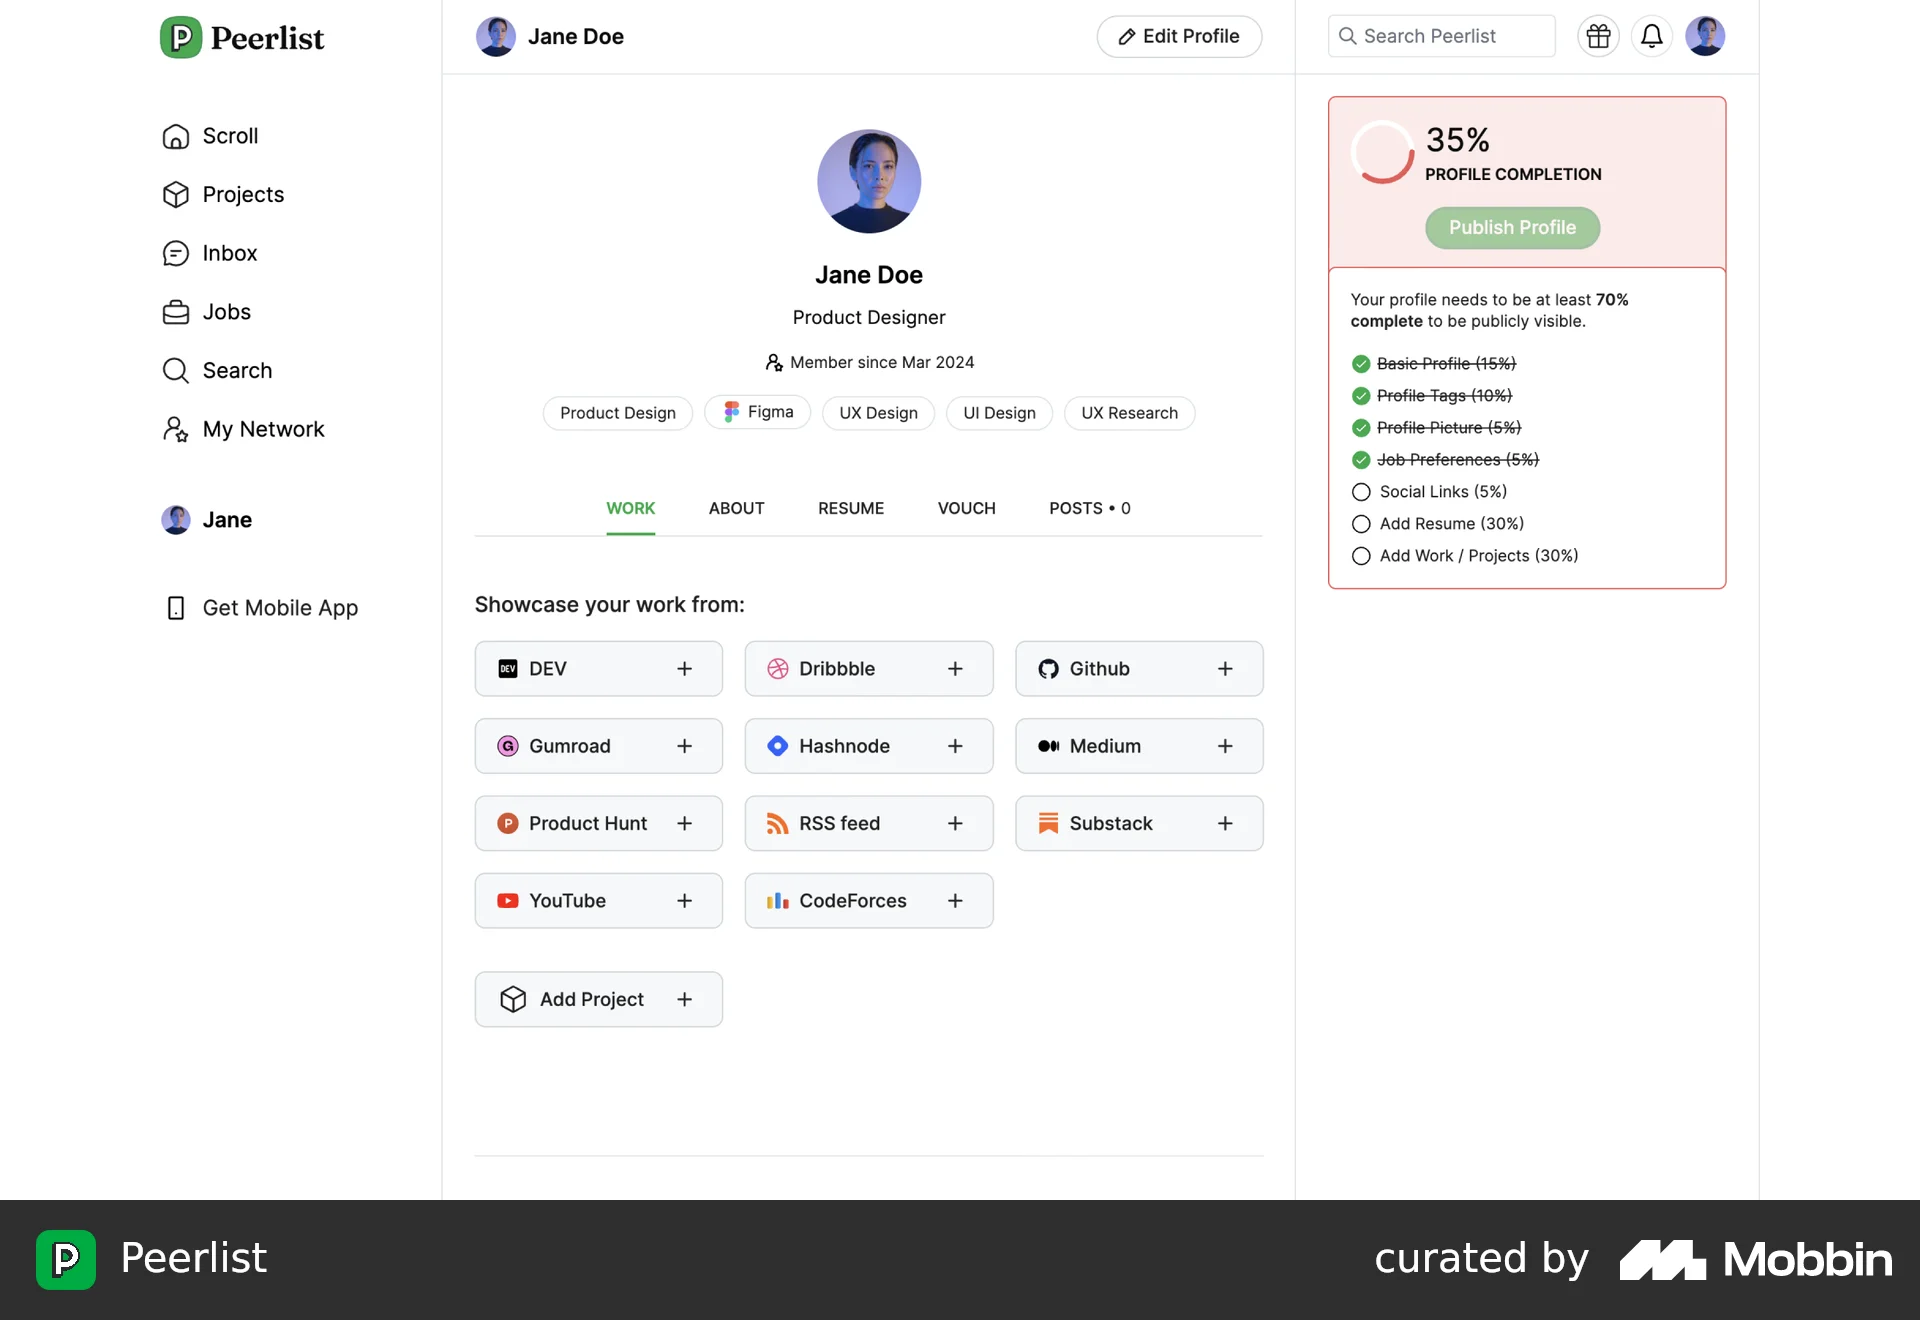 Peerlist
Scroll
Projects
Inbox
Jobs
Search
My Network
Jane
Get Mobile App
Jane Doe
Edit Profile
Jane Doe
Product Designer
Member since Mar 2024
Product Design
Figma
UX Design
UI Design
UX Research
WORK
ABOUT
RESUME
VOUCH
POSTS • 0
Showcase your work from:
DEV DEV
Dribbble
Github
G Gumroad
Hashnode
Medium
P Product Hunt
RSS feed
Substack
YouTube
CodeForces
Add Project
Search Peerlist
35%
PROFILE COMPLETION
Publish Profile
Your profile needs to be at least 70%
complete to be publicly visible.
Basic Profile (15%)
Profile Tags (10%)
Profile Picture (5%)
Job Preferences (5%)
Social Links (5%)
Add Resume (30%)
Add Work / Projects (30%)
Peerlist
curated by Mobbin